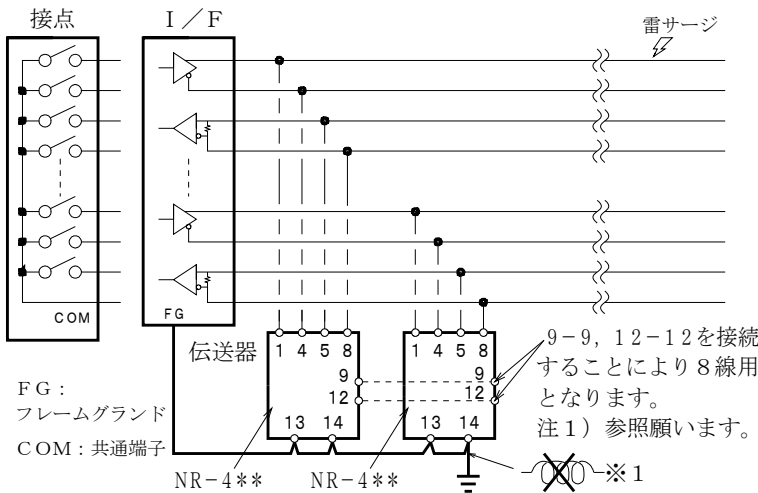 接点
I／F
雷サージ
COM
FG
伝送器
1 4 5 8
9
12
13 14
1 4 5 8
9
12
13 14
9−9, 12−12を接続
することにより８線用
となります。
注１）参照願います。
FG：
フレームグランド
COM：共通端子
NR−4**
NR−4**
※１